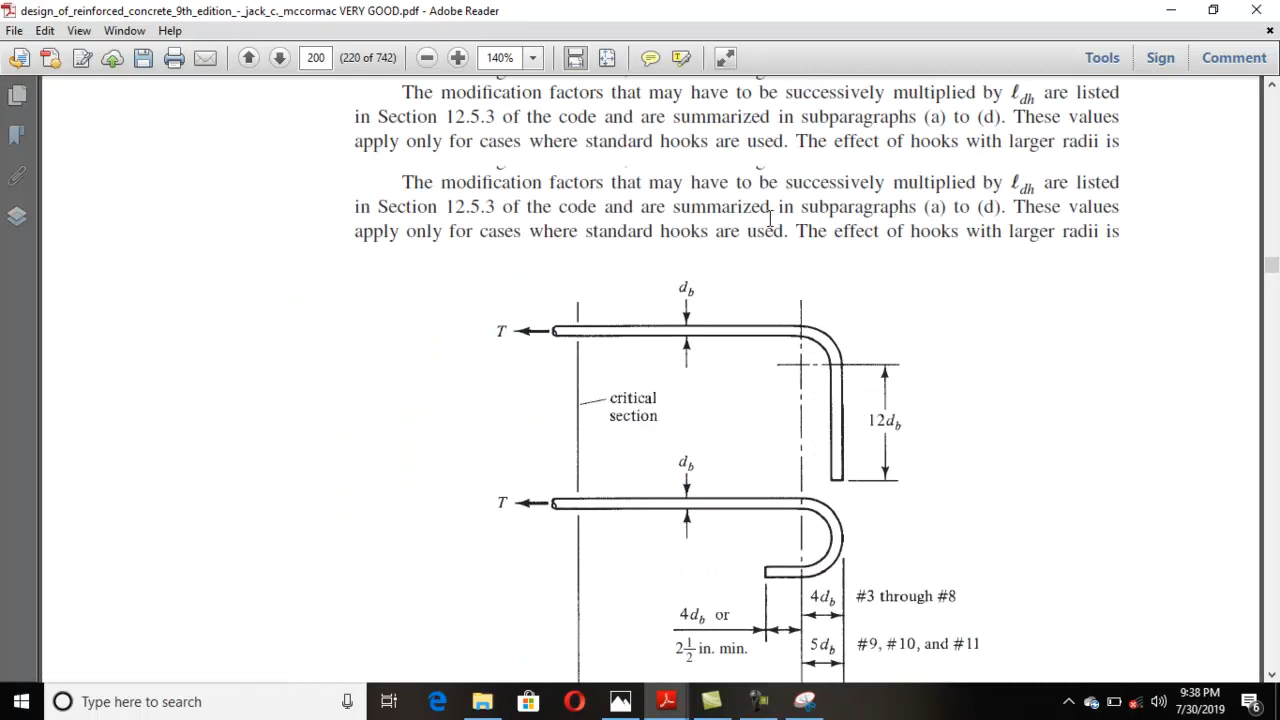 design_of_reinforced_concrete_9th_edition_-_jack_c._mccormac VERY GOOD.pdf - Adobe Reader
File Edit View Window Help
200 (220 of 742) 140% Tools Sign Comment
The modification factors that may have to be successively multiplied by ℓdh are listed
in Section 12.5.3 of the code and are summarized in subparagraphs (a) to (d). These values
apply only for cases where standard hooks are used. The effect of hooks with larger radii is
The modification factors that may have to be successively multiplied by ℓdh are listed
in Section 12.5.3 of the code and are summarized in subparagraphs (a) to (d). These values
apply only for cases where standard hooks are used. The effect of hooks with larger radii is
db
T
critical
section
12db
db
T
4db #3 through #8
4db or
2 1/2 in. min.
5db #9, #10, and #11
Type here to search
9:38 PM
7/30/2019
6